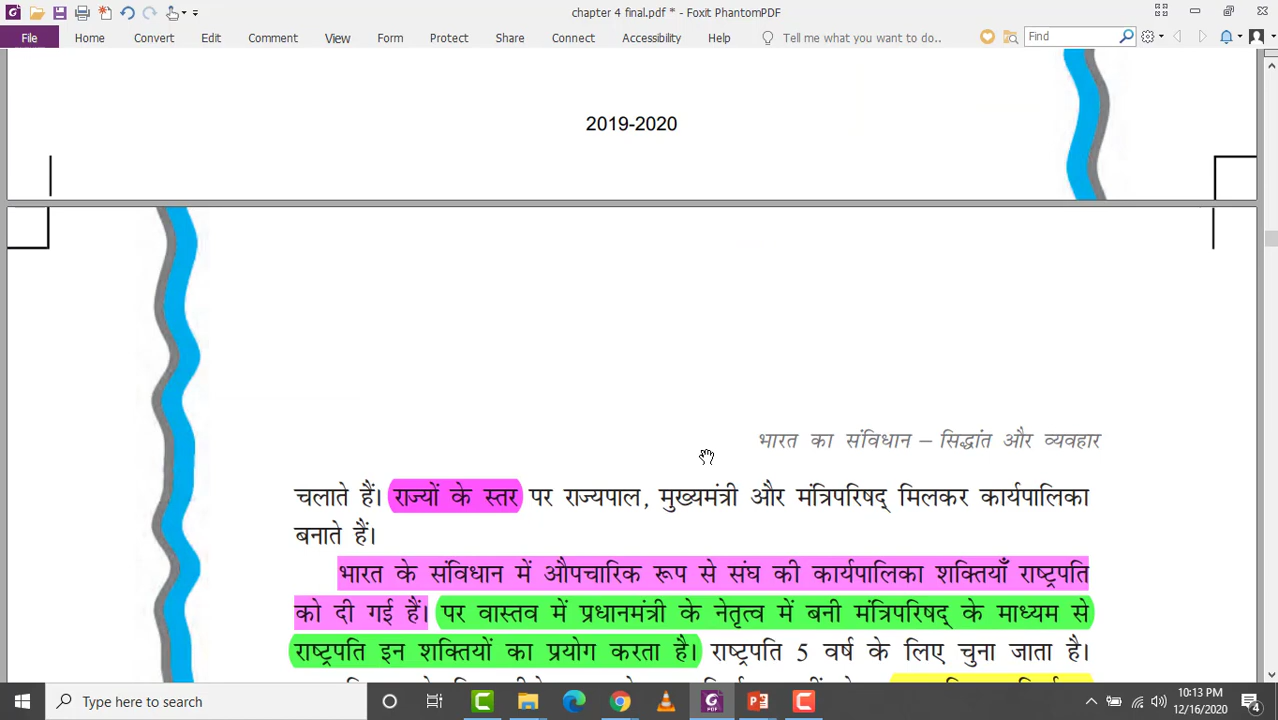 chapter 4 final.pdf * - Foxit PhantomPDF
File Home Convert Edit Comment View Form Protect Share Connect Accessibility Help Tell me what you want to do.. Find
2019-2020
भारत का संविधान – सिद्धांत और व्यवहार
चलाते हैं। राज्यों के स्तर पर राज्यपाल, मुख्यमंत्री और मंत्रिपरिषद् मिलकर कार्यपालिका
बनाते हैं।
भारत के संविधान में औपचारिक रूप से संघ की कार्यपालिका शक्तियाँ राष्ट्रपति
को दी गई हैं। पर वास्तव में प्रधानमंत्री के नेतृत्व में बनी मंत्रिपरिषद् के माध्यम से
राष्ट्रपति इन शक्तियों का प्रयोग करता है। राष्ट्रपति 5 वर्ष के लिए चुना जाता है।
Type here to search
10:13 PM
12/16/2020
4